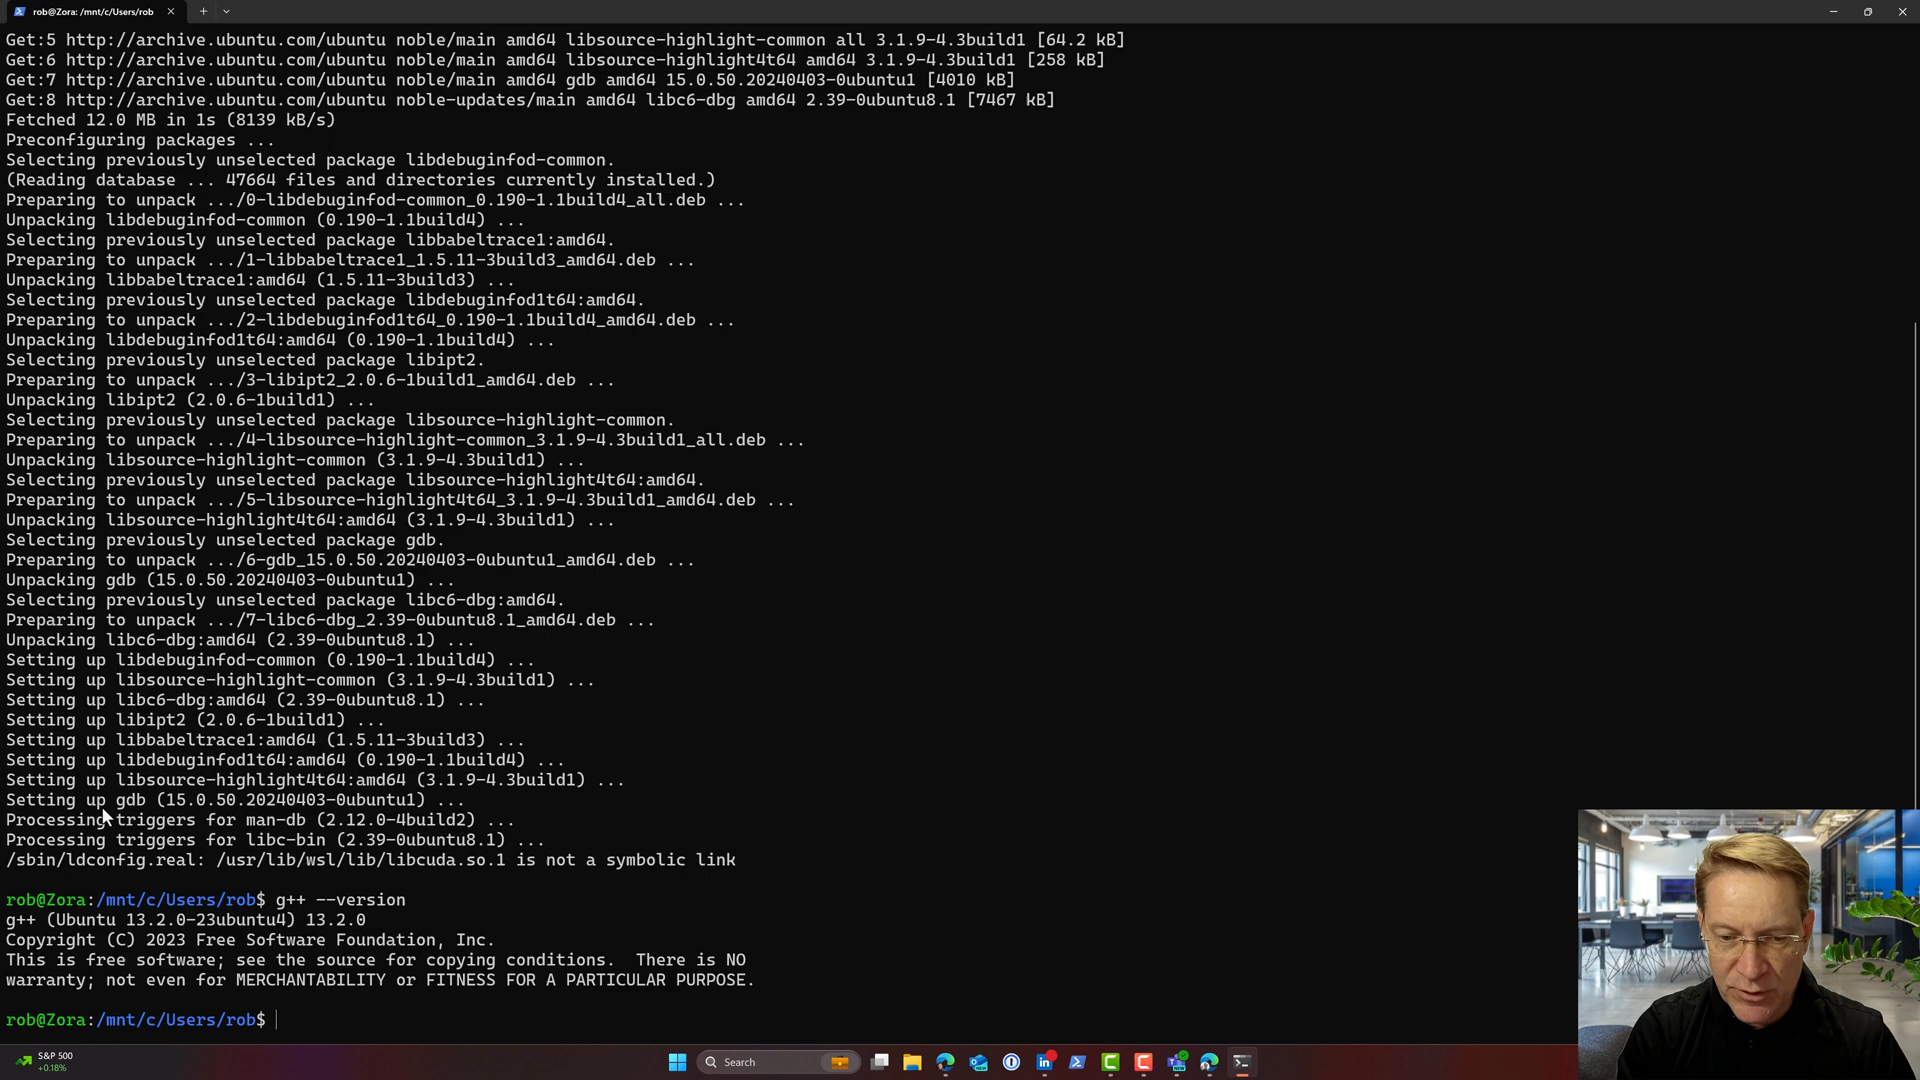 rob@Zora: /mnt/c/Users/rob
Get:5 http://archive.ubuntu.com/ubuntu noble/main amd64 libsource-highlight-common all 3.1.9-4.3build1 [64.2 kB]
Get:6 http://archive.ubuntu.com/ubuntu noble/main amd64 libsource-highlight4t64 amd64 3.1.9-4.3build1 [258 kB]
Get:7 http://archive.ubuntu.com/ubuntu noble/main amd64 gdb amd64 15.0.50.20240403-0ubuntu1 [4010 kB]
Get:8 http://archive.ubuntu.com/ubuntu noble-updates/main amd64 libc6-dbg amd64 2.39-0ubuntu8.1 [7467 kB]
Fetched 12.0 MB in 1s (8139 kB/s)
Preconfiguring packages ...
Selecting previously unselected package libdebuginfod-common.
(Reading database ... 47664 files and directories currently installed.)
Preparing to unpack .../0-libdebuginfod-common_0.190-1.1build4_all.deb ...
Unpacking libdebuginfod-common (0.190-1.1build4) ...
Selecting previously unselected package libbabeltrace1:amd64.
Preparing to unpack .../1-libbabeltrace1_1.5.11-3build3_amd64.deb ...
Unpacking libbabeltrace1:amd64 (1.5.11-3build3) ...
Selecting previously unselected package libdebuginfod1t64:amd64.
Preparing to unpack .../2-libdebuginfod1t64_0.190-1.1build4_amd64.deb ...
Unpacking libdebuginfod1t64:amd64 (0.190-1.1build4) ...
Selecting previously unselected package libipt2.
Preparing to unpack .../3-libipt2_2.0.6-1build1_amd64.deb ...
Unpacking libipt2 (2.0.6-1build1) ...
Selecting previously unselected package libsource-highlight-common.
Preparing to unpack .../4-libsource-highlight-common_3.1.9-4.3build1_all.deb ...
Unpacking libsource-highlight-common (3.1.9-4.3build1) ...
Selecting previously unselected package libsource-highlight4t64:amd64.
Preparing to unpack .../5-libsource-highlight4t64_3.1.9-4.3build1_amd64.deb ...
Unpacking libsource-highlight4t64:amd64 (3.1.9-4.3build1) ...
Selecting previously unselected package gdb.
Preparing to unpack .../6-gdb_15.0.50.20240403-0ubuntu1_amd64.deb ...
Unpacking gdb (15.0.50.20240403-0ubuntu1) ...
Selecting previously unselected package libc6-dbg:amd64.
Preparing to unpack .../7-libc6-dbg_2.39-0ubuntu8.1_amd64.deb ...
Unpacking libc6-dbg:amd64 (2.39-0ubuntu8.1) ...
Setting up libdebuginfod-common (0.190-1.1build4) ...
Setting up libsource-highlight-common (3.1.9-4.3build1) ...
Setting up libc6-dbg:amd64 (2.39-0ubuntu8.1) ...
Setting up libipt2 (2.0.6-1build1) ...
Setting up libbabeltrace1:amd64 (1.5.11-3build3) ...
Setting up libdebuginfod1t64:amd64 (0.190-1.1build4) ...
Setting up libsource-highlight4t64:amd64 (3.1.9-4.3build1) ...
Setting up gdb (15.0.50.20240403-0ubuntu1) ...
Processing triggers for man-db (2.12.0-4build2) ...
Processing triggers for libc-bin (2.39-0ubuntu8.1) ...
/sbin/ldconfig.real: /usr/lib/wsl/lib/libcuda.so.1 is not a symbolic link
rob@Zora:/mnt/c/Users/rob$ g++ --version
g++ (Ubuntu 13.2.0-23ubuntu4) 13.2.0
Copyright (C) 2023 Free Software Foundation, Inc.
This is free software; see the source for copying conditions.  There is NO
warranty; not even for MERCHANTABILITY or FITNESS FOR A PARTICULAR PURPOSE.
rob@Zora:/mnt/c/Users/rob$
S&P 500
+0.18%
Search